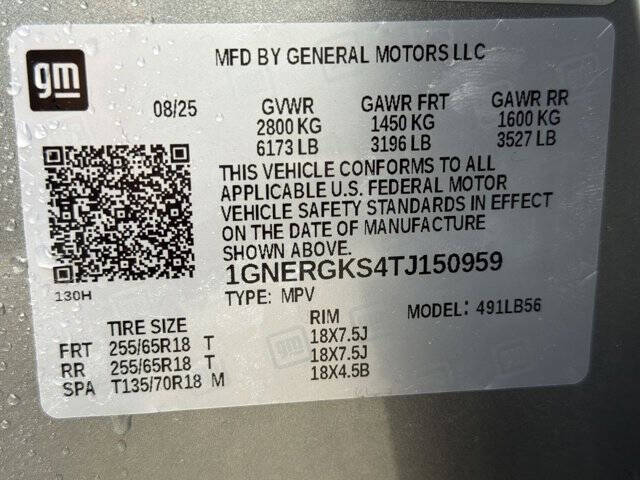 gm
MFD BY GENERAL MOTORS LLC
08/25
GVWR GAWR FRT GAWR RR
2800 KG 1450 KG 1600 KG
6173 LB 3196 LB 3527 LB
THIS VEHICLE CONFORMS TO ALL
APPLICABLE U.S. FEDERAL MOTOR
VEHICLE SAFETY STANDARDS IN EFFECT
ON THE DATE OF MANUFACTURE
SHOWN ABOVE.
1GNERGKS4TJ150959
130H
TYPE: MPV MODEL: 491LB56
TIRE SIZE RIM
FRT 255/65R18 T 18X7.5J
RR 255/65R18 T 18X7.5J
SPA T135/70R18 M 18X4.5B